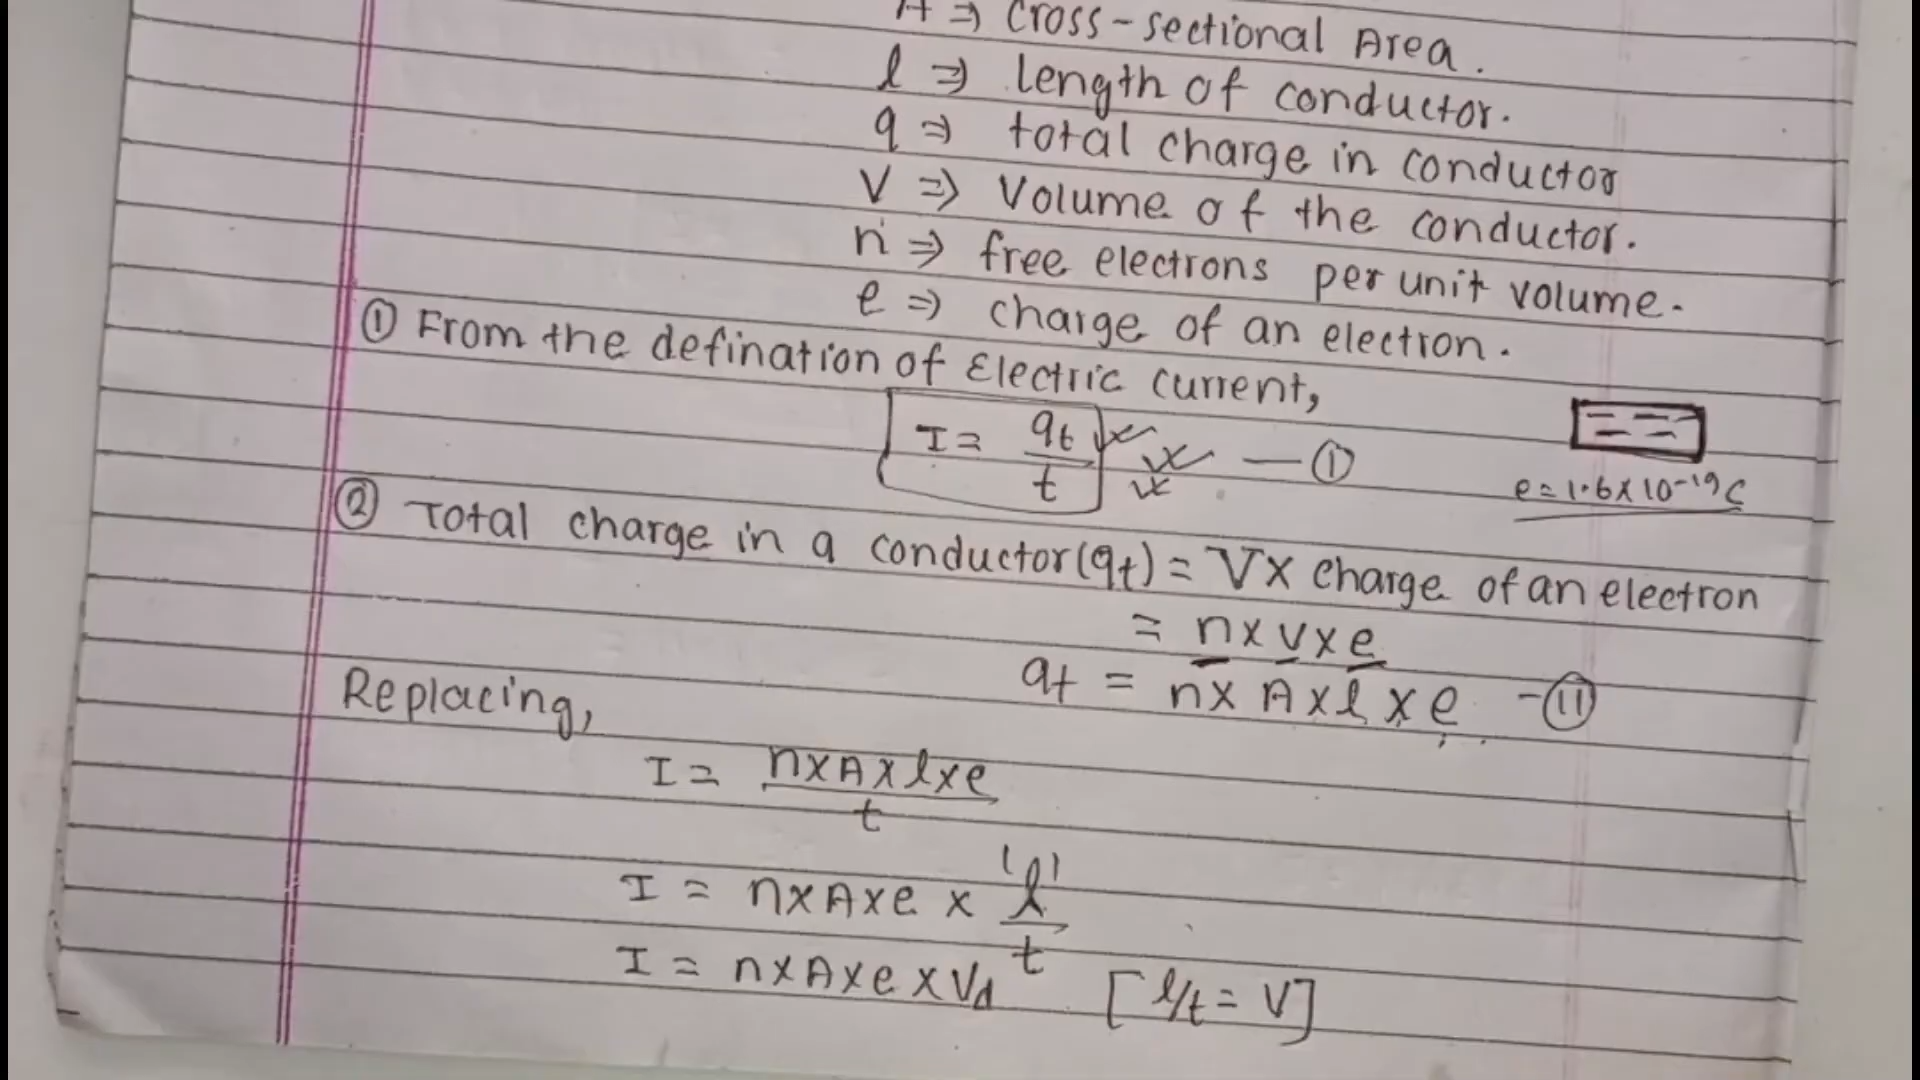 A ⇒ Cross-sectional Area.
l ⇒ length of conductor.
q ⇒ total charge in conductor
V ⇒ Volume of the conductor.
n ⇒ free electrons per unit volume.
e ⇒ charge of an electron.
① From the defination of Electric current,
I = qt/t — ①
e = 1.6 x 10⁻¹⁹ C
② Total charge in a conductor (qt) = V x charge of an electron
= n x v x e
qt = n x A x l x e - ⑪
Replacing,
I = n x A x l x e / t
I = n x A x e x 'l' / t
I = n x A x e x Vd [l/t = V]